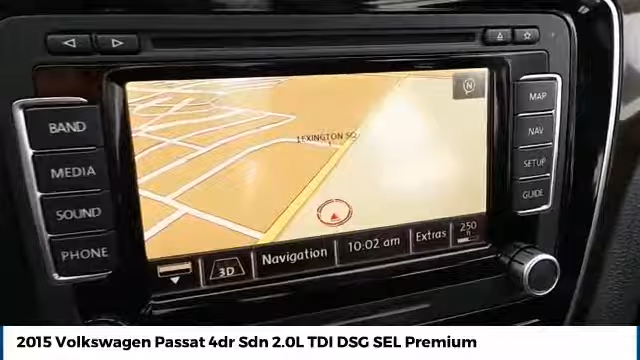 BAND
MEDIA
SOUND
PHONE
MAP
NAV
SETUP
GUIDE
N
LEXINGTON SQ
3D
Navigation
10:02 am
Extras
250
ft
2015 Volkswagen Passat 4dr Sdn 2.0L TDI DSG SEL Premium